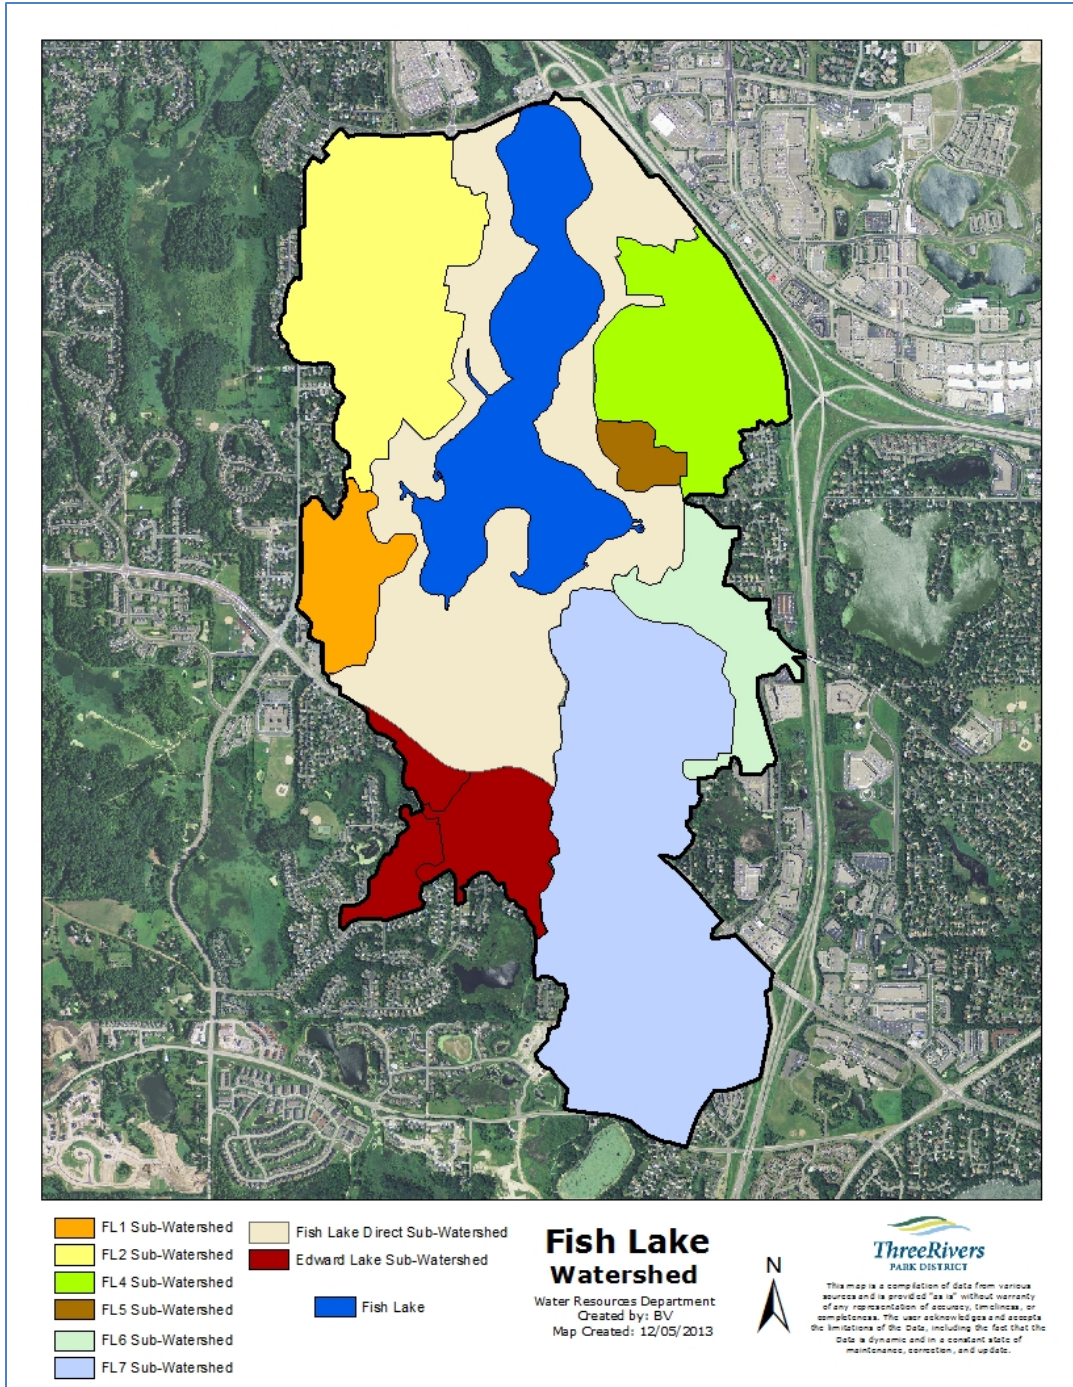 FL1 Sub-Watershed
FL2 Sub-Watershed
FL4 Sub-Watershed
FL5 Sub-Watershed
FL6 Sub-Watershed
FL7 Sub-Watershed
Fish Lake Direct Sub-Watershed
Edward Lake Sub-Watershed
Fish Lake
Fish Lake
Watershed
Water Resources Department
Created by: BV
Map Created: 12/05/2013
N
ThreeRivers
PARK DISTRICT
This map is a compilation of data from various
sources and is provided "as is" without warranty
of any representation of accuracy, timeliness, or
completeness. The user acknowledges and accepts
the limitations of the Data, including the fact that the
Data is dynamic and in a constant state of
maintenance, correction, and update.